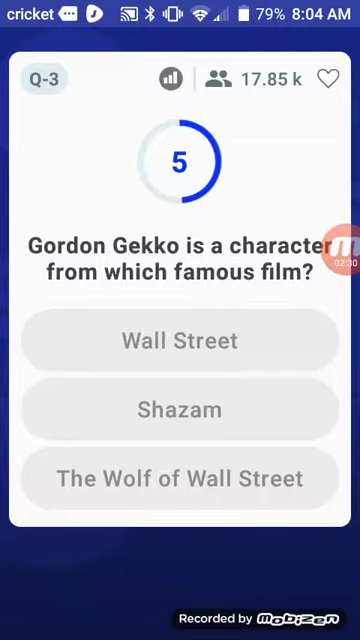 cricket 79% 8:04 AM
Q-3 17.85 k
5
Gordon Gekko is a character
from which famous film?
02:30
Wall Street
Shazam
The Wolf of Wall Street
Recorded by Mobizen